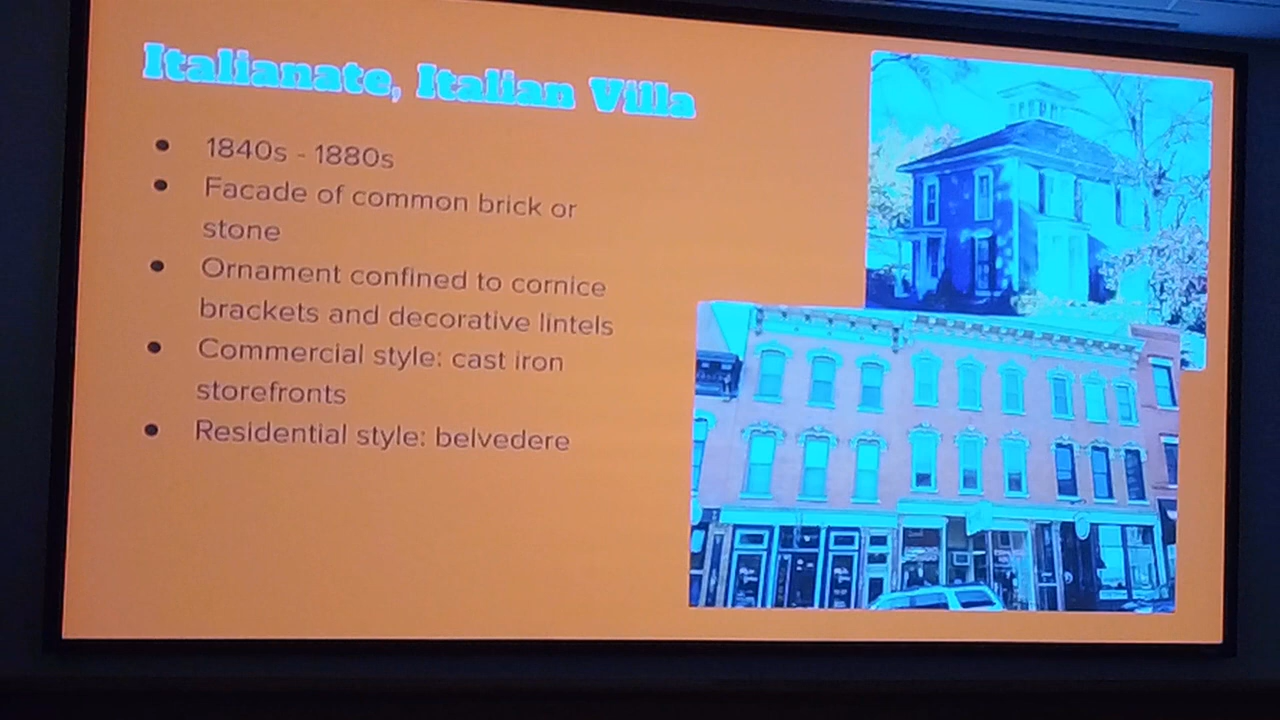 Italianate, Italian Villa
● 1840s - 1880s
● Facade of common brick or
stone
● Ornament confined to cornice
brackets and decorative lintels
● Commercial style: cast iron
storefronts
● Residential style: belvedere